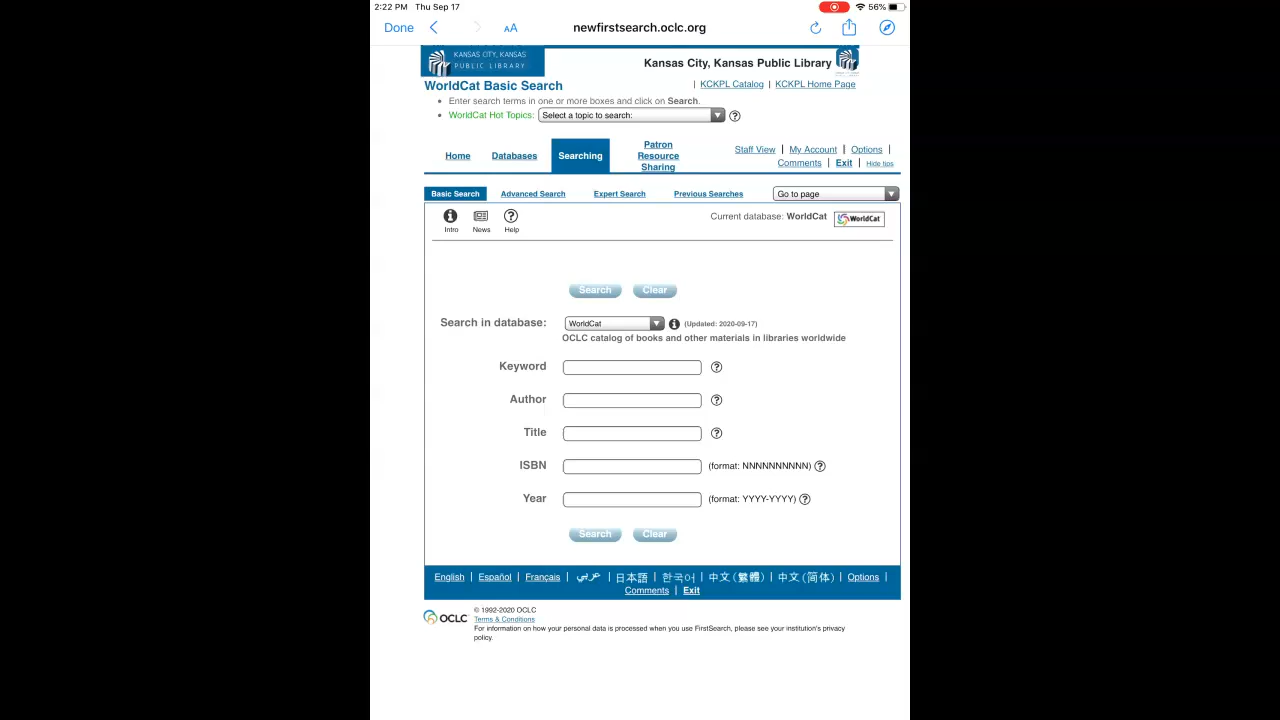 2:22 PM Thu Sep 17 56%
Done AA newfirstsearch.oclc.org
KANSAS CITY, KANSAS
PUBLIC LIBRARY
Kansas City, Kansas Public Library
WorldCat Basic Search | KCKPL Catalog | KCKPL Home Page
• Enter search terms in one or more boxes and click on Search.
• WorldCat Hot Topics: Select a topic to search: ?
Home Databases Searching Patron Resource Sharing
Staff View | My Account | Options |
Comments | Exit | Hide tips
Basic Search Advanced Search Expert Search Previous Searches Go to page
Intro News Help
Current database: WorldCat WorldCat
Search Clear
Search in database: WorldCat (Updated: 2020-09-17)
OCLC catalog of books and other materials in libraries worldwide
Keyword ?
Author ?
Title ?
ISBN (format: NNNNNNNNNN) ?
Year (format: YYYY-YYYY) ?
Search Clear
English | Español | Français | عربي | 日本語 | 한국어 | 中文(繁體) | 中文(简体) | Options |
Comments | Exit
OCLC
© 1992-2020 OCLC
Terms & Conditions
For information on how your personal data is processed when you use FirstSearch, please see your institution's privacy
policy.